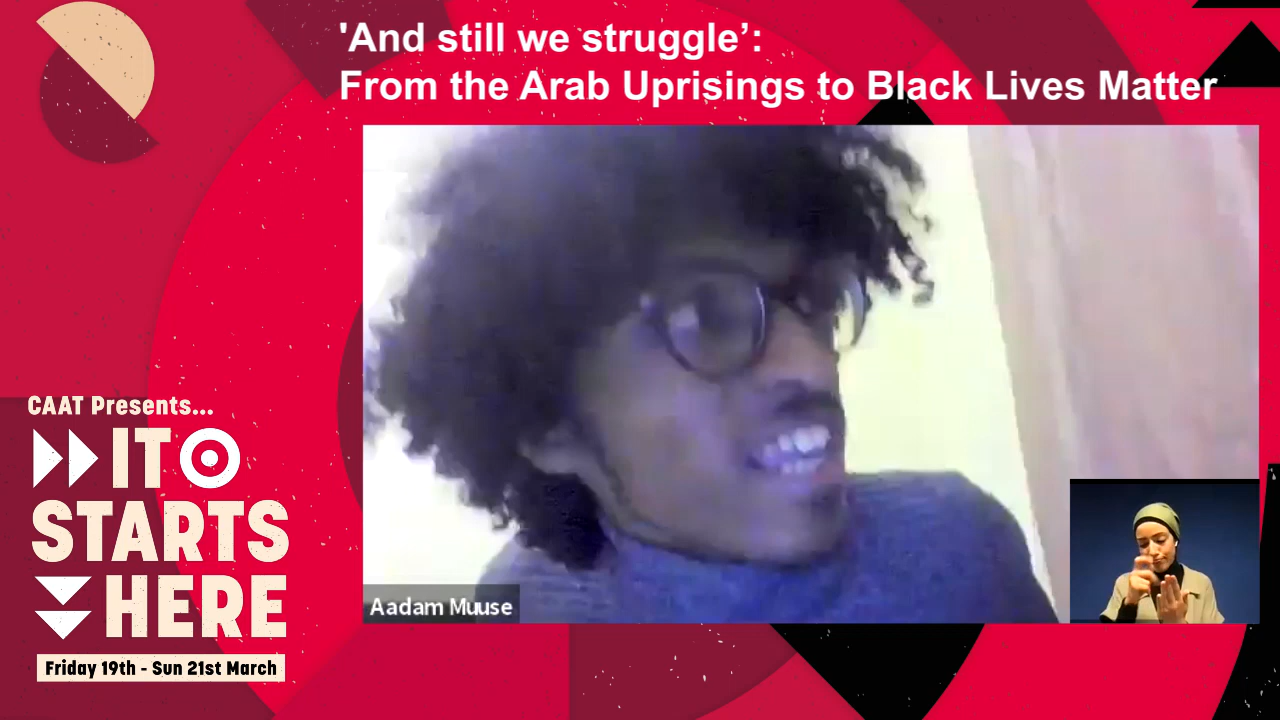 'And still we struggle’:
From the Arab Uprisings to Black Lives Matter
CAAT Presents...
IT
STARTS
HERE
Friday 19th - Sun 21st March
Aadam Muuse